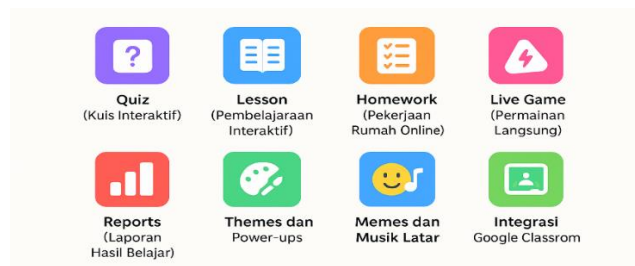 ?
Quiz
(Kuis Interaktif)
Lesson
(Pembelajaraan
Interaktif)
Homework
(Pekerjaan
Rumah Online)
Live Game
(Permainan
Langsung)
Reports
(Laporan
Hasil Belajar)
Themes dan
Power-ups
Memes dan
Musik Latar
Integrasi
Google Classrom